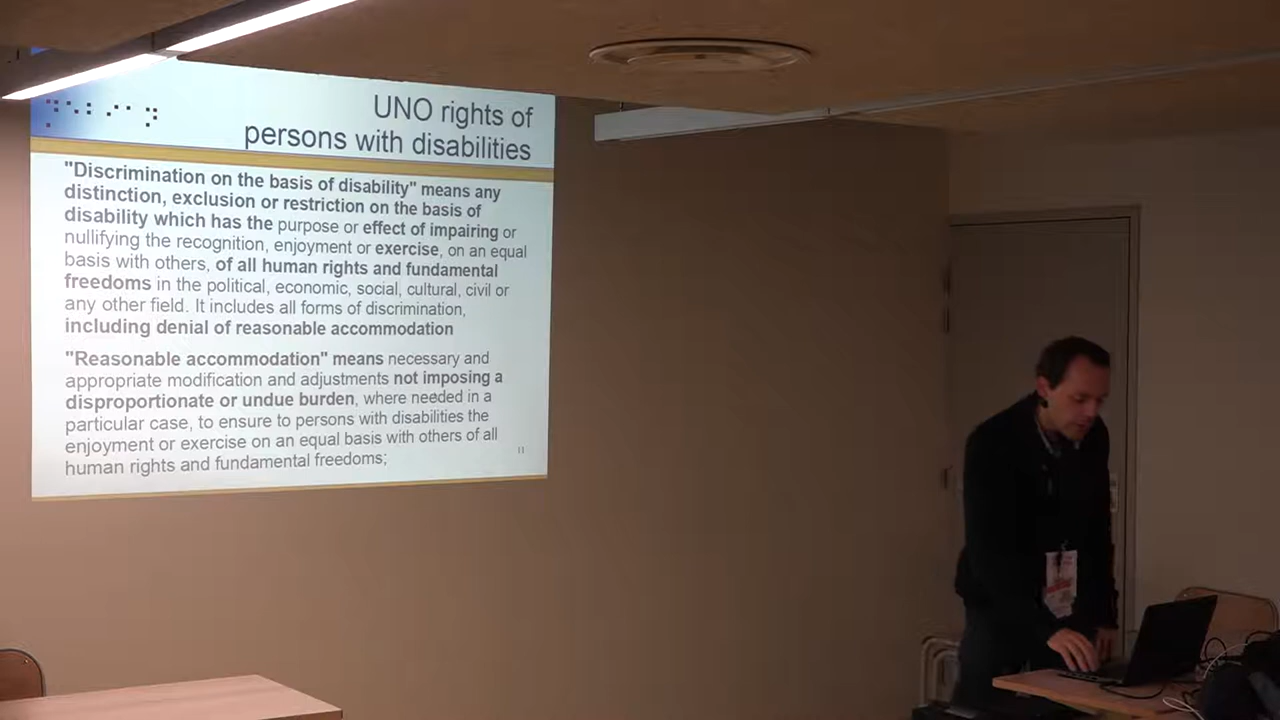 UNO rights of
persons with disabilities
"Discrimination on the basis of disability" means any
distinction, exclusion or restriction on the basis of
disability which has the purpose or effect of impairing or
nullifying the recognition, enjoyment or exercise, on an equal
basis with others, of all human rights and fundamental
freedoms in the political, economic, social, cultural, civil or
any other field. It includes all forms of discrimination,
including denial of reasonable accommodation
"Reasonable accommodation" means necessary and
appropriate modification and adjustments not imposing a
disproportionate or undue burden, where needed in a
particular case, to ensure to persons with disabilities the
enjoyment or exercise on an equal basis with others of all
human rights and fundamental freedoms;
11